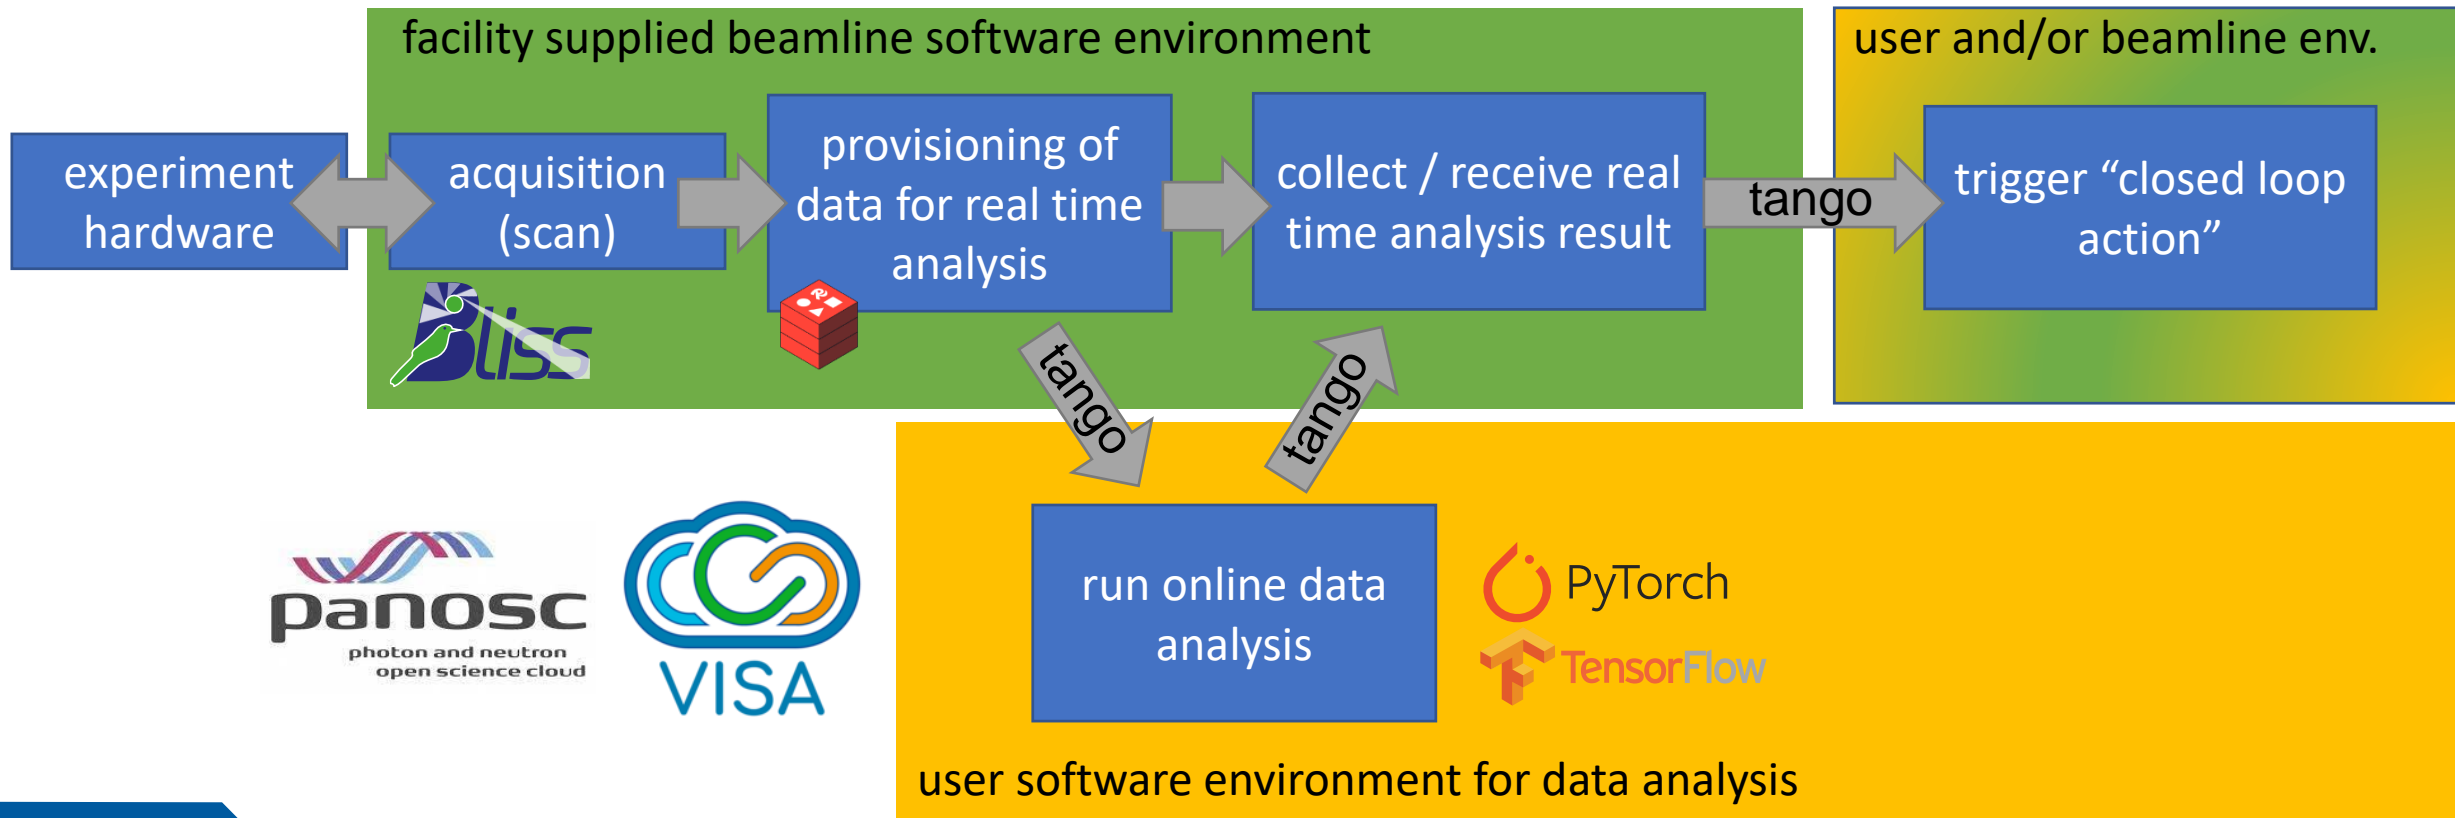 facility supplied beamline software environment
user and/or beamline env.
experiment
hardware
acquisition
(scan)
provisioning of
data for real time
analysis
collect / receive real
time analysis result
tango
trigger “closed loop
action”
Bliss
tango
tango
panosc
photon and neutron
open science cloud
VISA
run online data
analysis
PyTorch
TensorFlow
user software environment for data analysis